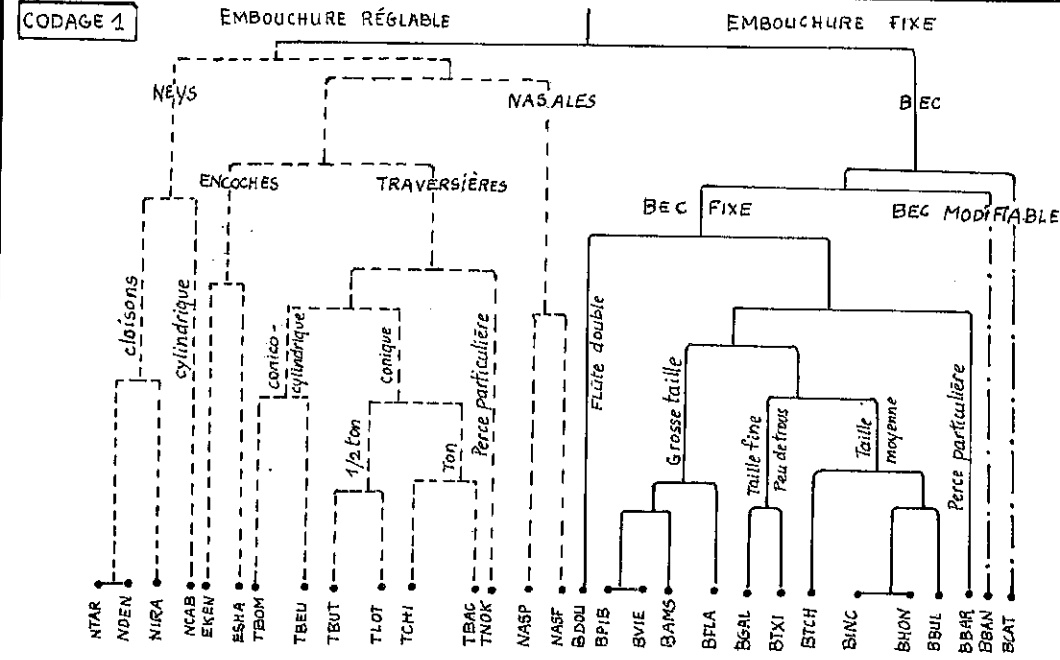 CODAGE 1
EMBOUCHURE RÉGLABLE
EMBOUCHURE FIXE
NEYS
NASALES
BEC
ENCOCHES
TRAVERSIÈRES
BEC FIXE
BEC MODIFIABLE
cloisons
cylindrique
conico-
cylindrique
conique
Perce particulière
1/2 ton
Ton
Flûte double
Grosse taille
Taille fine
Peu de trous
Taille
moyenne
Perce particulière
NTAR
NDEN
NIRA
NCAB
EKEN
ESHA
TBOM
TBEU
TBUT
TLOT
TCHI
TBAC
TNOK
NASP
NASF
BDOU
BPIB
BVIE
BAMS
BFLA
BGAL
BTXI
BTCH
BINC
BHON
BBUL
BBAR
BBAN
BCAT